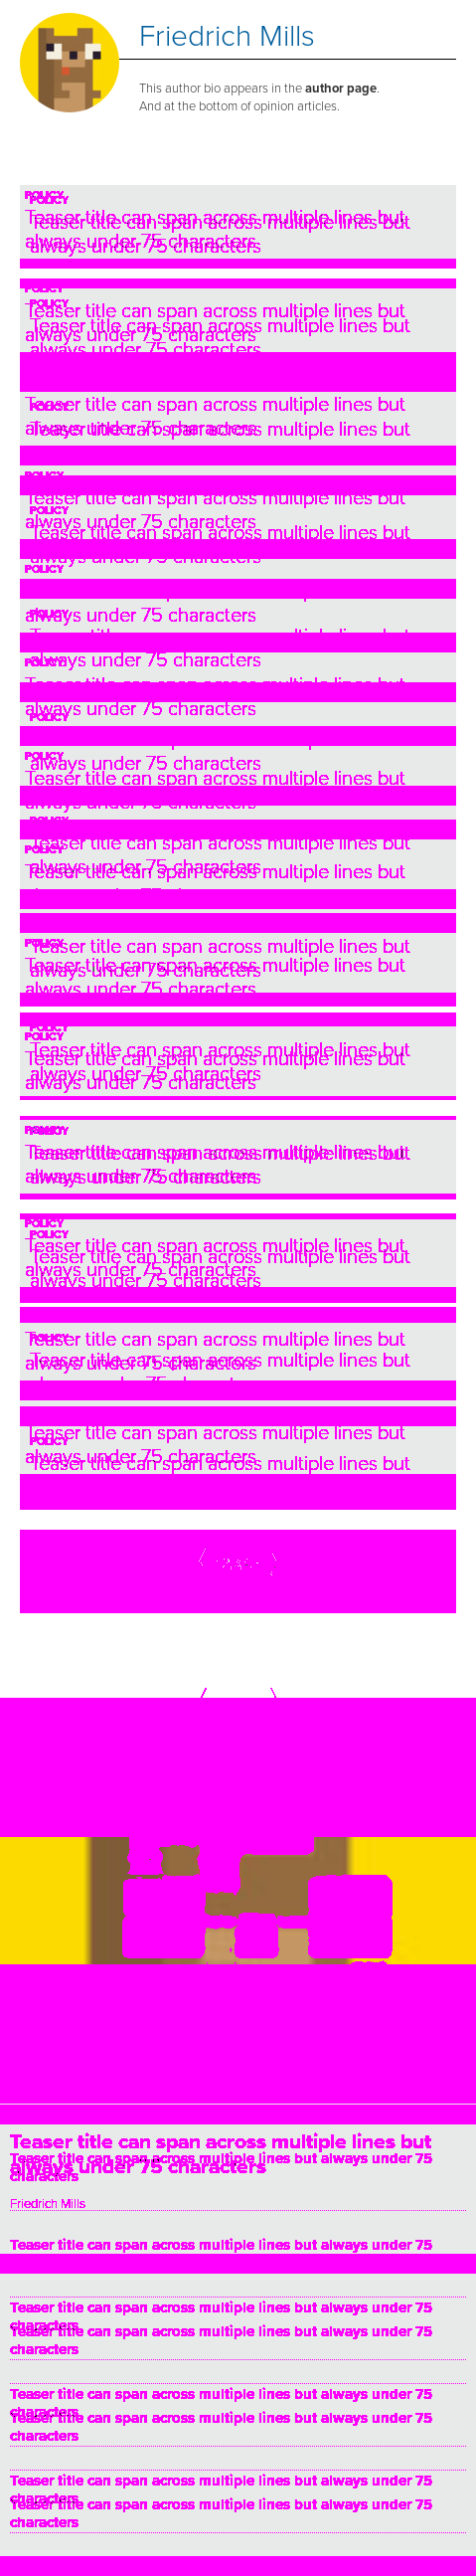 Friedrich Mills
This author bio appears in the author page.
And at the bottom of opinion articles.
POLICY
POLICY
Teaser title can span across multiple lines but
Teaser title can span across multiple lines but
always under 75 characters
always under 75 characters
POLICY
POLICY
Teaser title can span across multiple lines but
Teaser title can span across multiple lines but
always under 75 characters
always under 75 characters
Teaser title can span across multiple lines but
POLICY
always under 75 characters
Teaser title can span across multiple lines but
Teaser title can span across multiple lines but
POLICY
always under 75 characters
Teaser title can span across multiple lines but
always under 75 characters
POLICY
POLICY
always under 75 characters
always under 75 characters
POLICY
Teaser title can span across multiple lines but
always under 75 characters
POLICY
POLICY
always under 75 characters
Teaser title can span across multiple lines but
always under 75 characters
Teaser title can span across multiple lines but
POLICY
always under 75 characters
Teaser title can span across multiple lines but
POLICY
Teaser title can span across multiple lines but
Teaser title can span across multiple lines but
always under 75 characters
always under 75 characters
POLICY
POLICY
Teaser title can span across multiple lines but
Teaser title can span across multiple lines but
always under 75 characters
always under 75 characters
POLICY
POLICY
Teaser title can span across multiple lines but
Teaser title can span across multiple lines but
always under 75 characters
always under 75 characters
POLICY
POLICY
Teaser title can span across multiple lines but
Teaser title can span across multiple lines but
always under 75 characters
always under 75 characters
POLICY
Teaser title can span across multiple lines but
Teaser title can span across multiple lines but
always under 75 characters
Teaser title can span across multiple lines but
POLICY
always under 75 characters
Teaser title can span across multiple lines but
Teaser title can span across multiple lines but
Teaser title can span across multiple lines but always under 75
always under 75 characters
characters
Friedrich Mills
Teaser title can span across multiple lines but always under 75
Teaser title can span across multiple lines but always under 75
characters
Teaser title can span across multiple lines but always under 75
characters
Teaser title can span across multiple lines but always under 75
characters
Teaser title can span across multiple lines but always under 75
characters
Teaser title can span across multiple lines but always under 75
characters
Teaser title can span across multiple lines but always under 75
characters